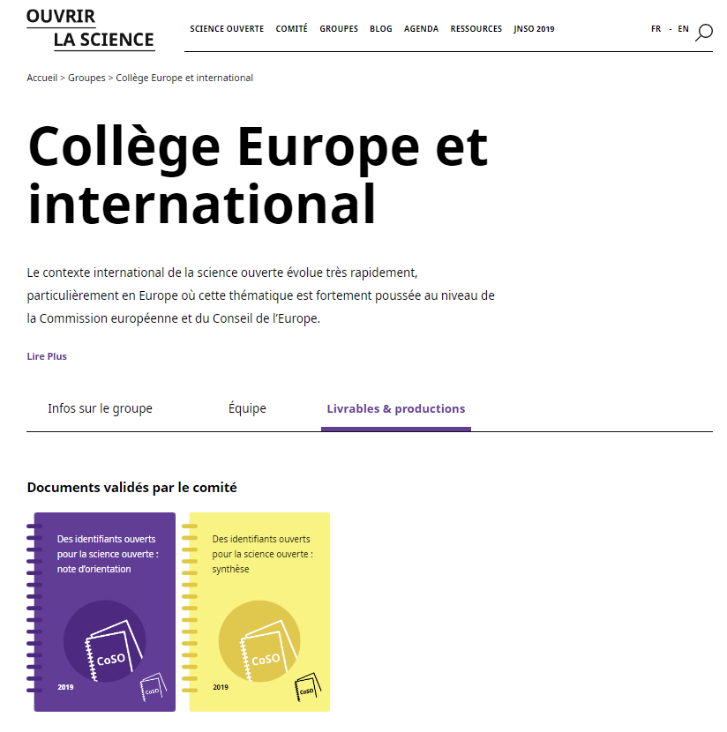 OUVRIR
LA SCIENCE
SCIENCE OUVERTE COMITÉ GROUPES BLOG AGENDA RESSOURCES JNSO 2019
FR - EN
Accueil > Groupes > Collège Europe et international
Collège Europe et
international
Le contexte international de la science ouverte évolue très rapidement,
particulièrement en Europe où cette thématique est fortement poussée au niveau de
la Commission européenne et du Conseil de l’Europe.
Lire Plus
Infos sur le groupe Équipe Livrables & productions
Documents validés par le comité
Des identifiants ouverts
pour la science ouverte :
note d’orientation
CoSO
2019
CoSO
Des identifiants ouverts
pour la science ouverte :
synthèse
CoSO
2019
CoSO